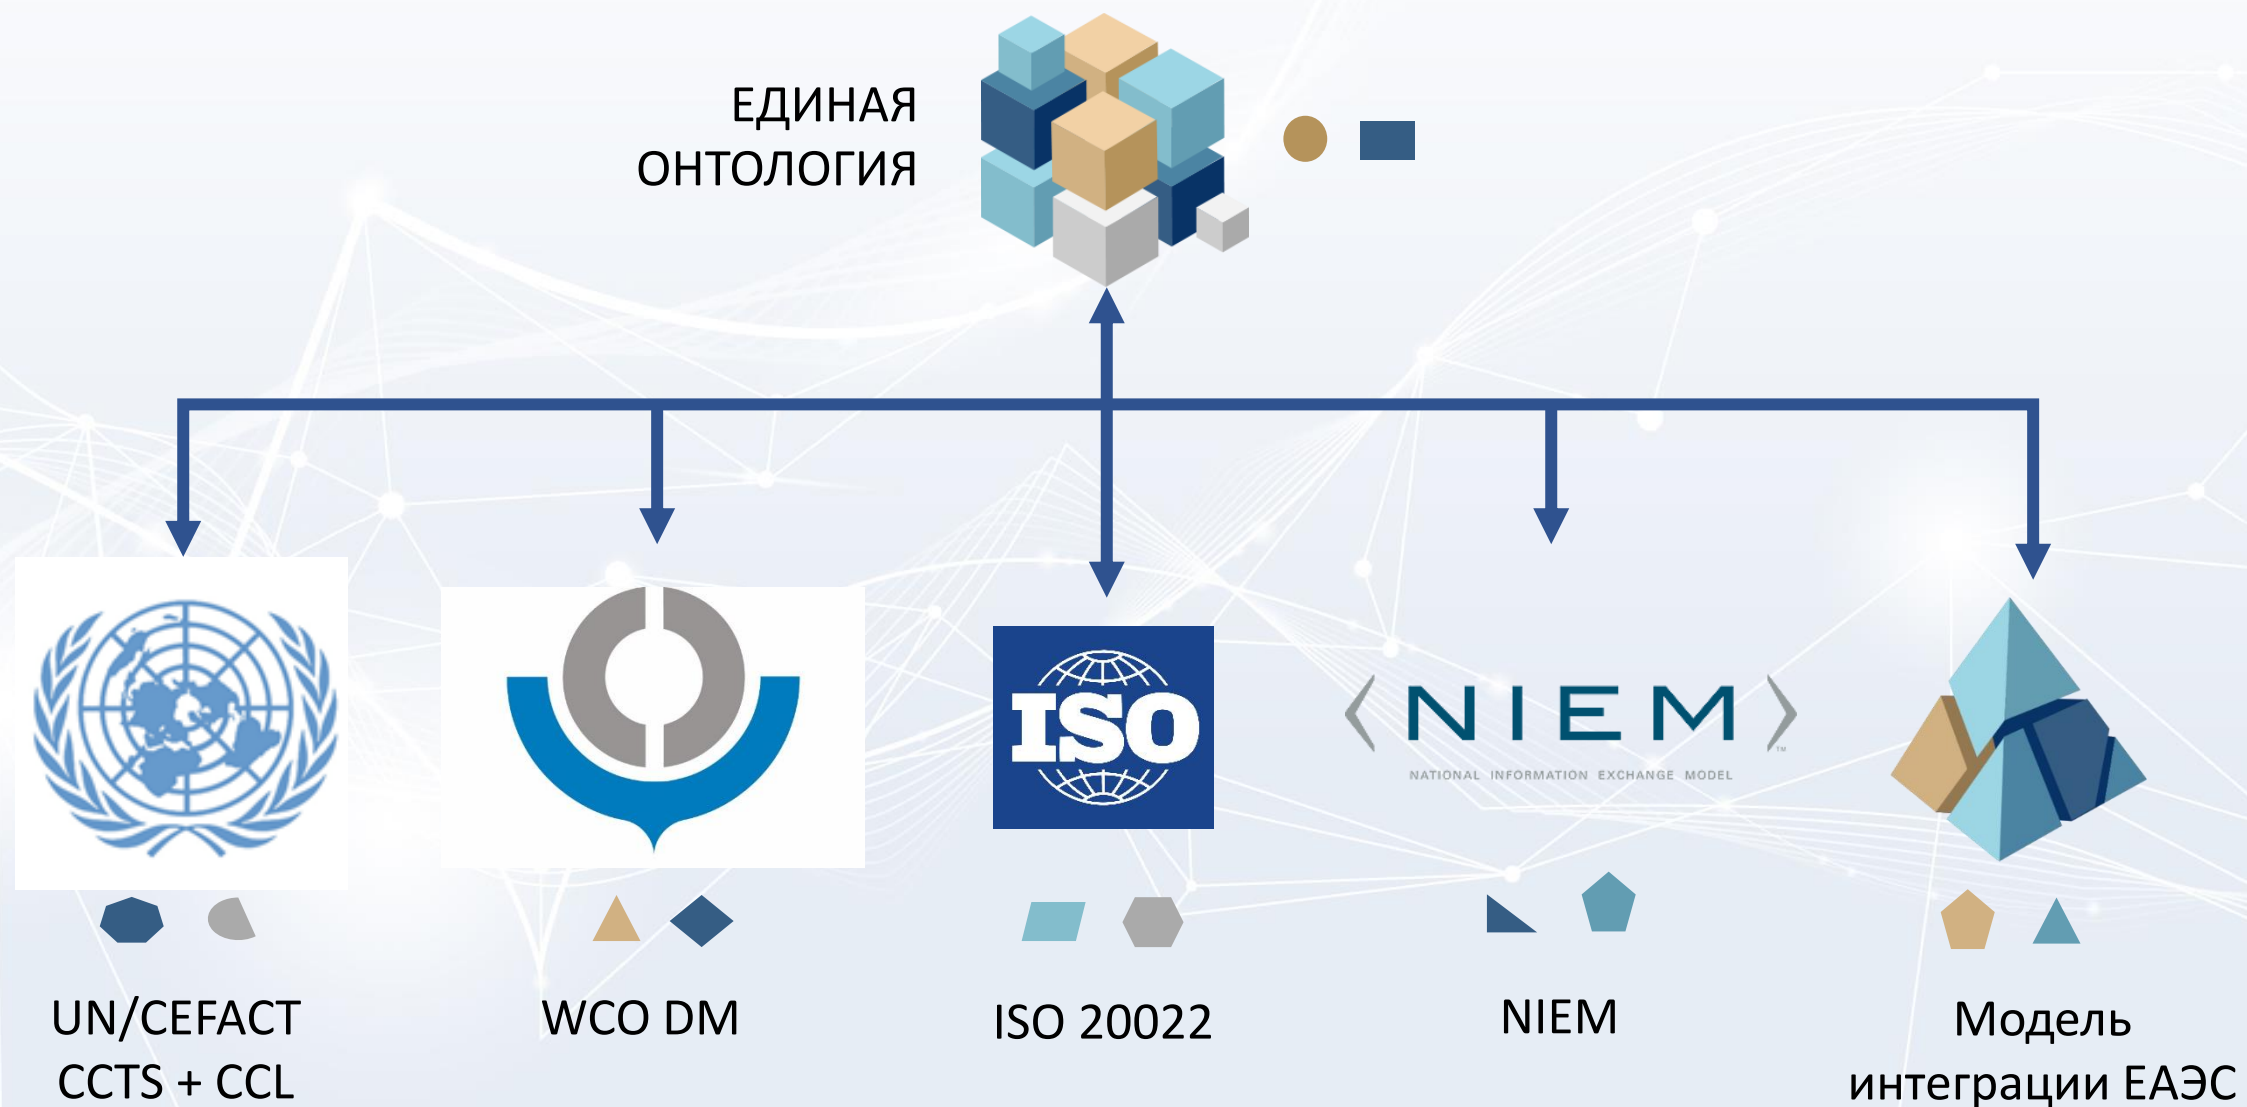 ЕДИНАЯ
ОНТОЛОГИЯ
ISO
NIEM
TM
NATIONAL INFORMATION EXCHANGE MODEL
UN/CEFACT
CCTS + CCL
WCO DM
ISO 20022
NIEM
Модель
интеграции ЕАЭС